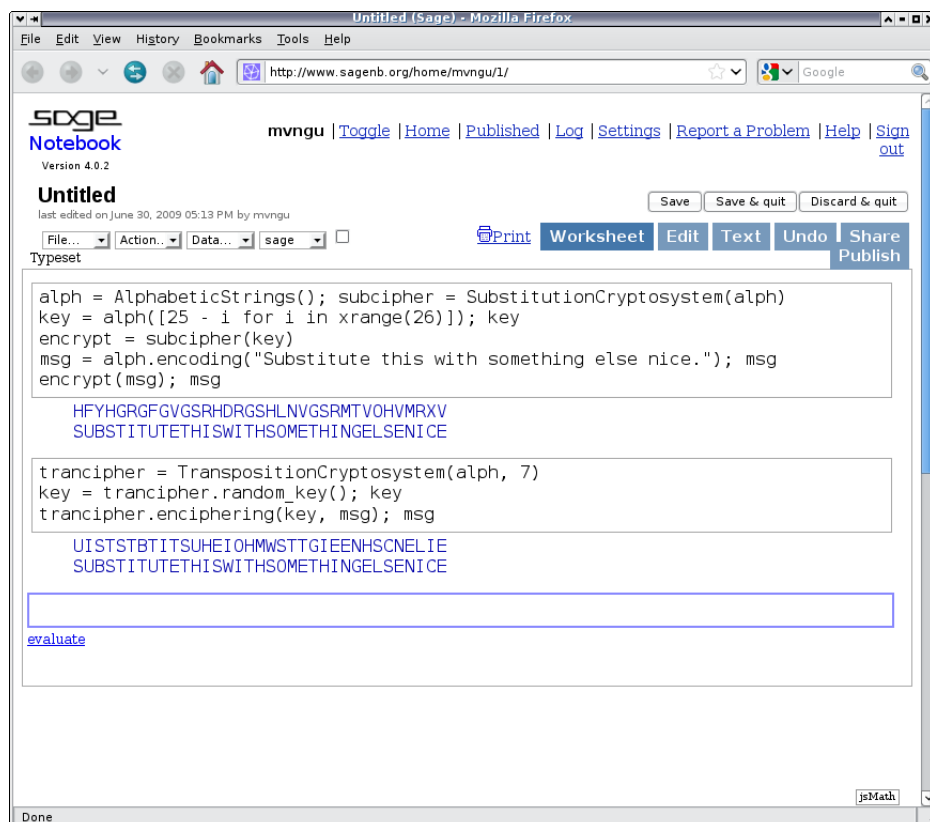 Untitled (Sage) - Mozilla Firefox
File Edit View History Bookmarks Tools Help
http://www.sagenb.org/home/mvngu/1/ Google
sage
Notebook
Version 4.0.2
mvngu | Toggle | Home | Published | Log | Settings | Report a Problem | Help | Sign
out
Untitled
last edited on June 30, 2009 05:13 PM by mvngu
Save Save & quit Discard & quit
File... Action.. Data... sage
Typeset
Print Worksheet Edit Text Undo Share
Publish
alph = AlphabeticStrings(); subcipher = SubstitutionCryptosystem(alph)
key = alph([25 - i for i in xrange(26)]); key
encrypt = subcipher(key)
msg = alph.encoding("Substitute this with something else nice."); msg
encrypt(msg); msg
HFYHGRGFGVGSRHDRGSHLNVGSRMTVOHVMRXV
SUBSTITUTETHISWITHSOMETHINGELSENICE
trancipher = TranspositionCryptosystem(alph, 7)
key = trancipher.random_key(); key
trancipher.enciphering(key, msg); msg
UISTSTBTITSUHEIOHMWSTTGIEENHSCNELIE
SUBSTITUTETHISWITHSOMETHINGELSENICE
evaluate
jsMath
Done